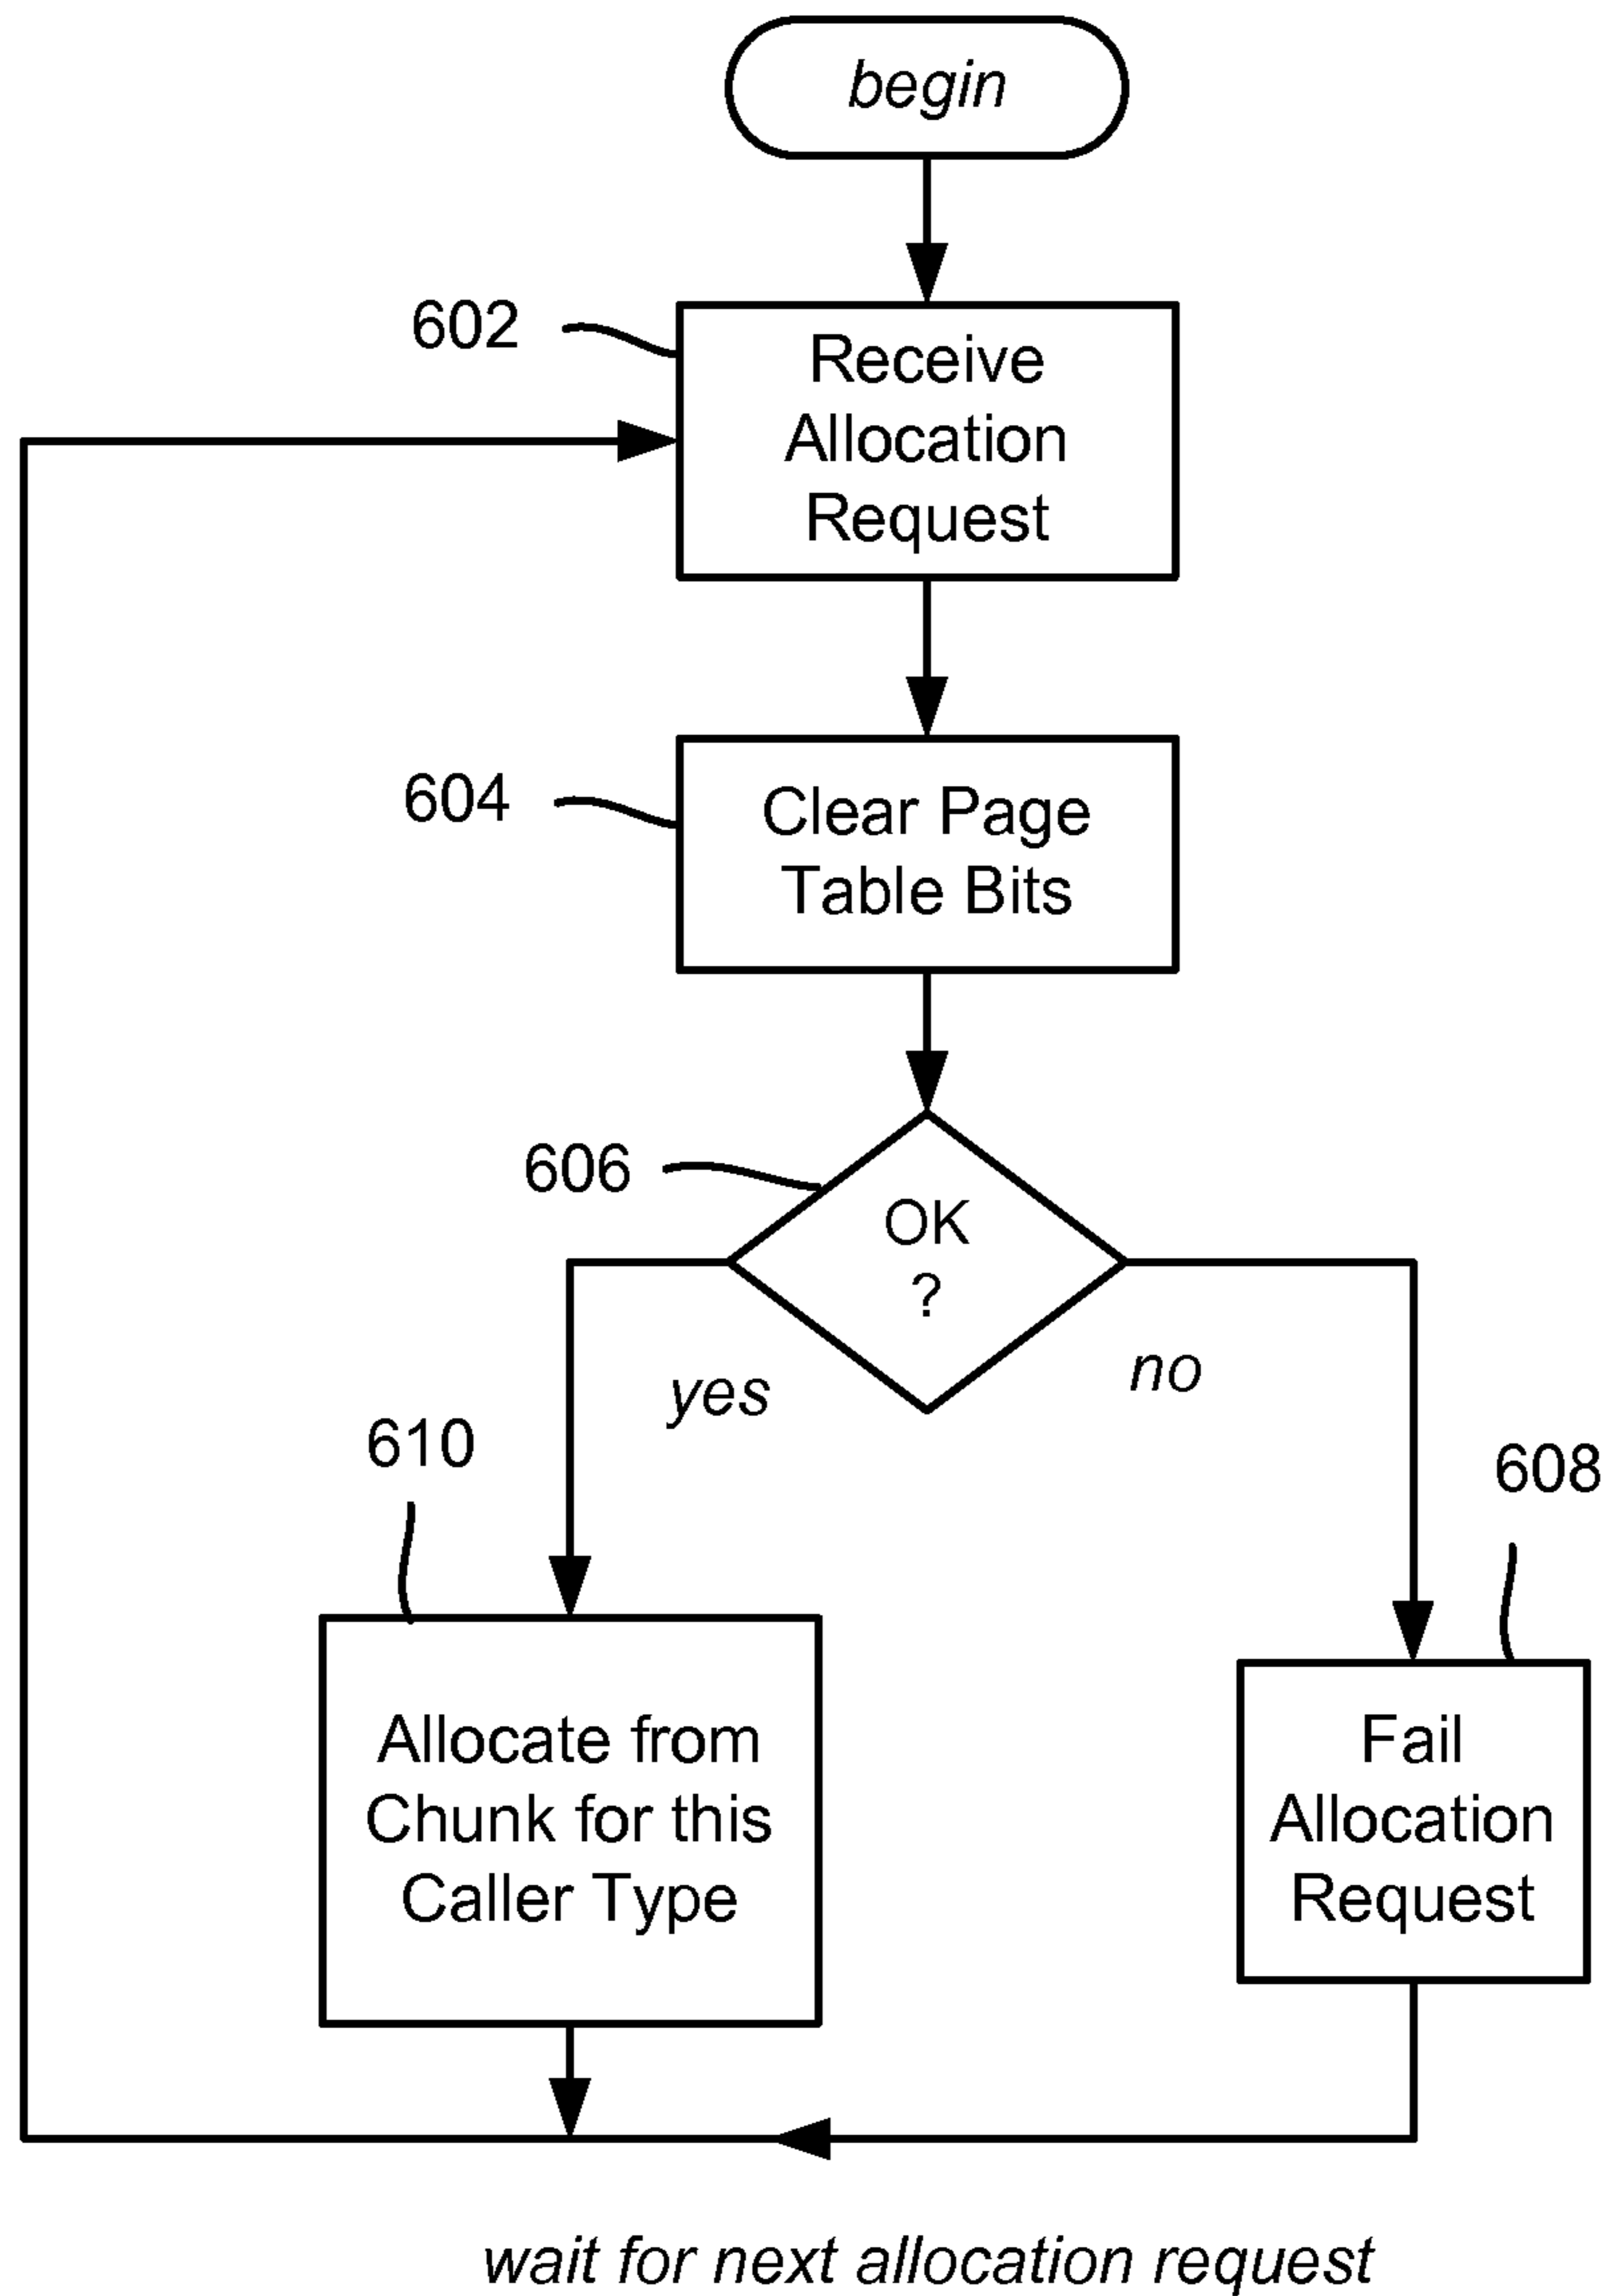 begin
602
Receive
Allocation
Request
604
Clear Page
Table Bits
606
OK
?
yes
no
610
608
Allocate from
Chunk for this
Caller Type
Fail
Allocation
Request
wait for next allocation request